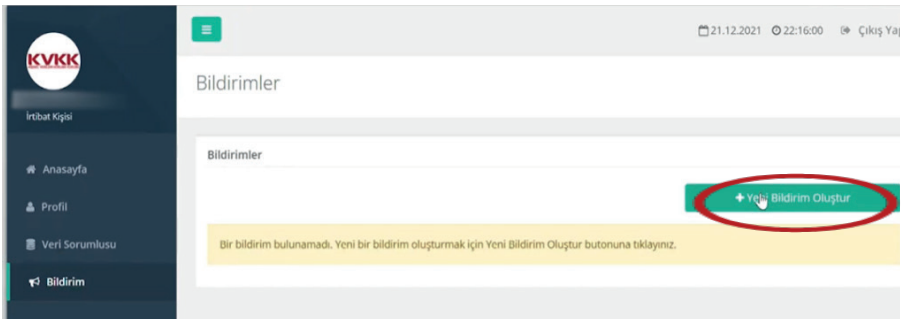 21.12.2021 22:16:00 Çıkış Yap
KVKK
İrtibat Kişisi
Anasayfa
Profil
Veri Sorumlusu
Bildirim
Bildirimler
Bildirimler
+ Yeni Bildirim Oluştur
Bir bildirim bulunamadı. Yeni bir bildirim oluşturmak için Yeni Bildirim Oluştur butonuna tıklayınız.